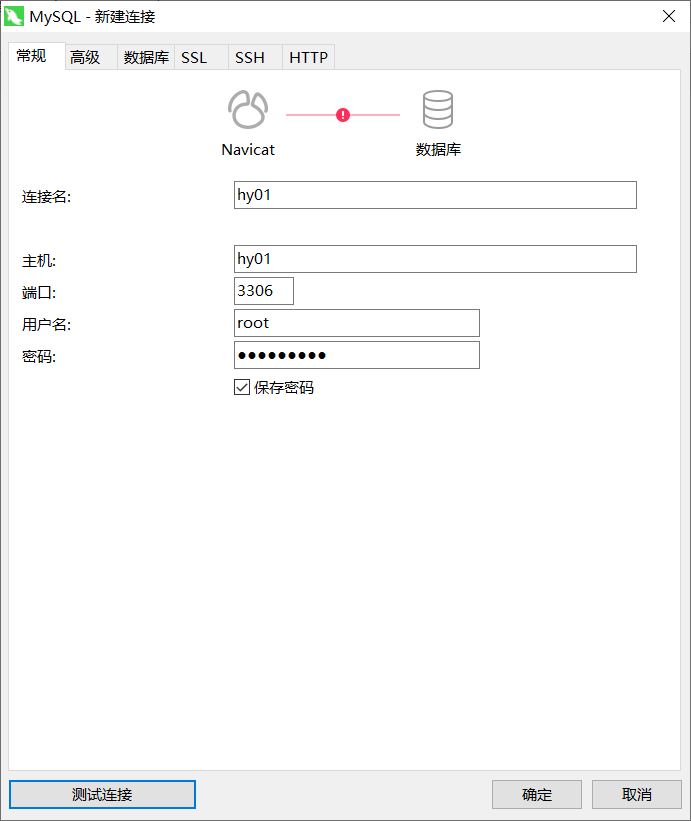 MySQL - 新建连接
常规 高级 数据库 SSL SSH HTTP
Navicat 数据库
连接名: hy01
主机: hy01
端口: 3306
用户名: root
密码: ●●●●●●●●●
保存密码
测试连接 确定 取消